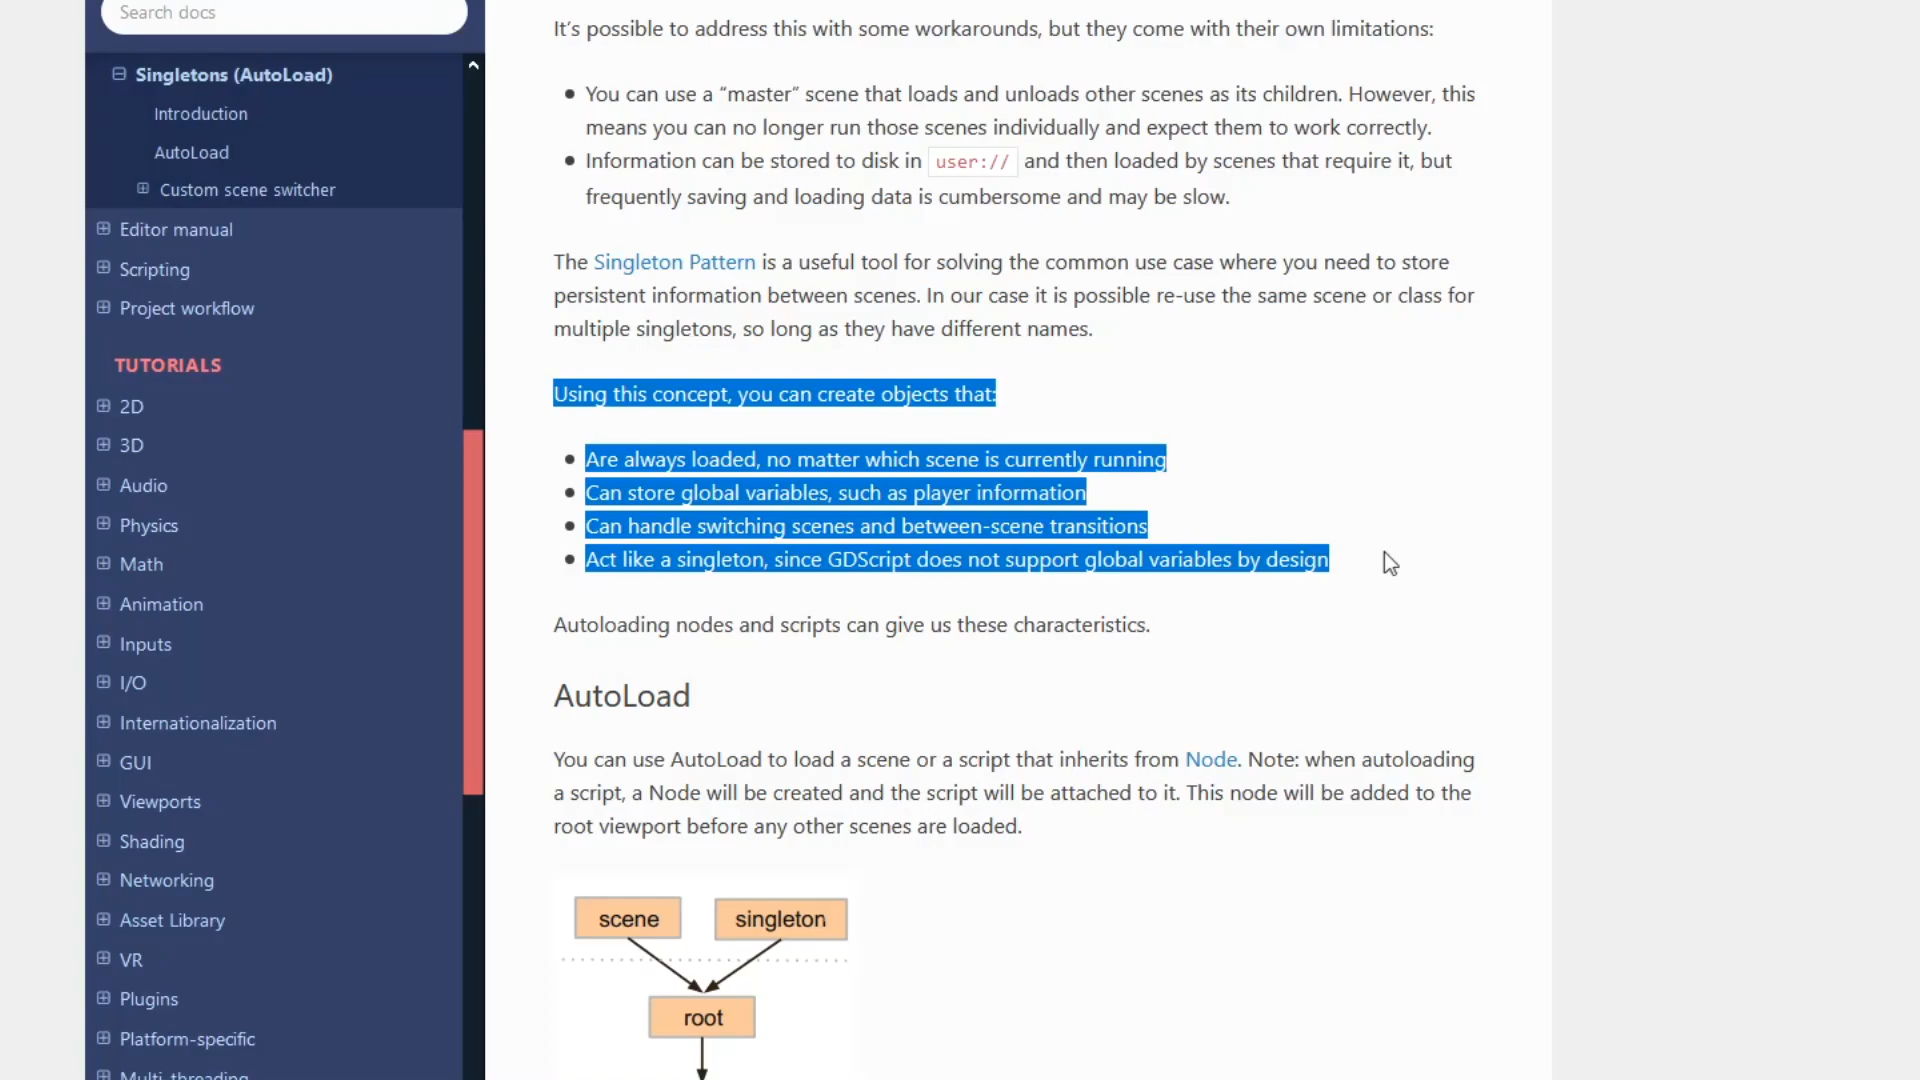 Search docs
Singletons (AutoLoad)
Introduction
AutoLoad
Custom scene switcher
Editor manual
Scripting
Project workflow
TUTORIALS
2D
3D
Audio
Physics
Math
Animation
Inputs
I/O
Internationalization
GUI
Viewports
Shading
Networking
Asset Library
VR
Plugins
Platform-specific
Multi-threading
It's possible to address this with some workarounds, but they come with their own limitations:
You can use a “master” scene that loads and unloads other scenes as its children. However, this
means you can no longer run those scenes individually and expect them to work correctly.
Information can be stored to disk in user:// and then loaded by scenes that require it, but
frequently saving and loading data is cumbersome and may be slow.
The Singleton Pattern is a useful tool for solving the common use case where you need to store
persistent information between scenes. In our case it is possible re-use the same scene or class for
multiple singletons, so long as they have different names.
Using this concept, you can create objects that:
Are always loaded, no matter which scene is currently running
Can store global variables, such as player information
Can handle switching scenes and between-scene transitions
Act like a singleton, since GDScript does not support global variables by design
Autoloading nodes and scripts can give us these characteristics.
AutoLoad
You can use AutoLoad to load a scene or a script that inherits from Node. Note: when autoloading
a script, a Node will be created and the script will be attached to it. This node will be added to the
root viewport before any other scenes are loaded.
scene singleton
root